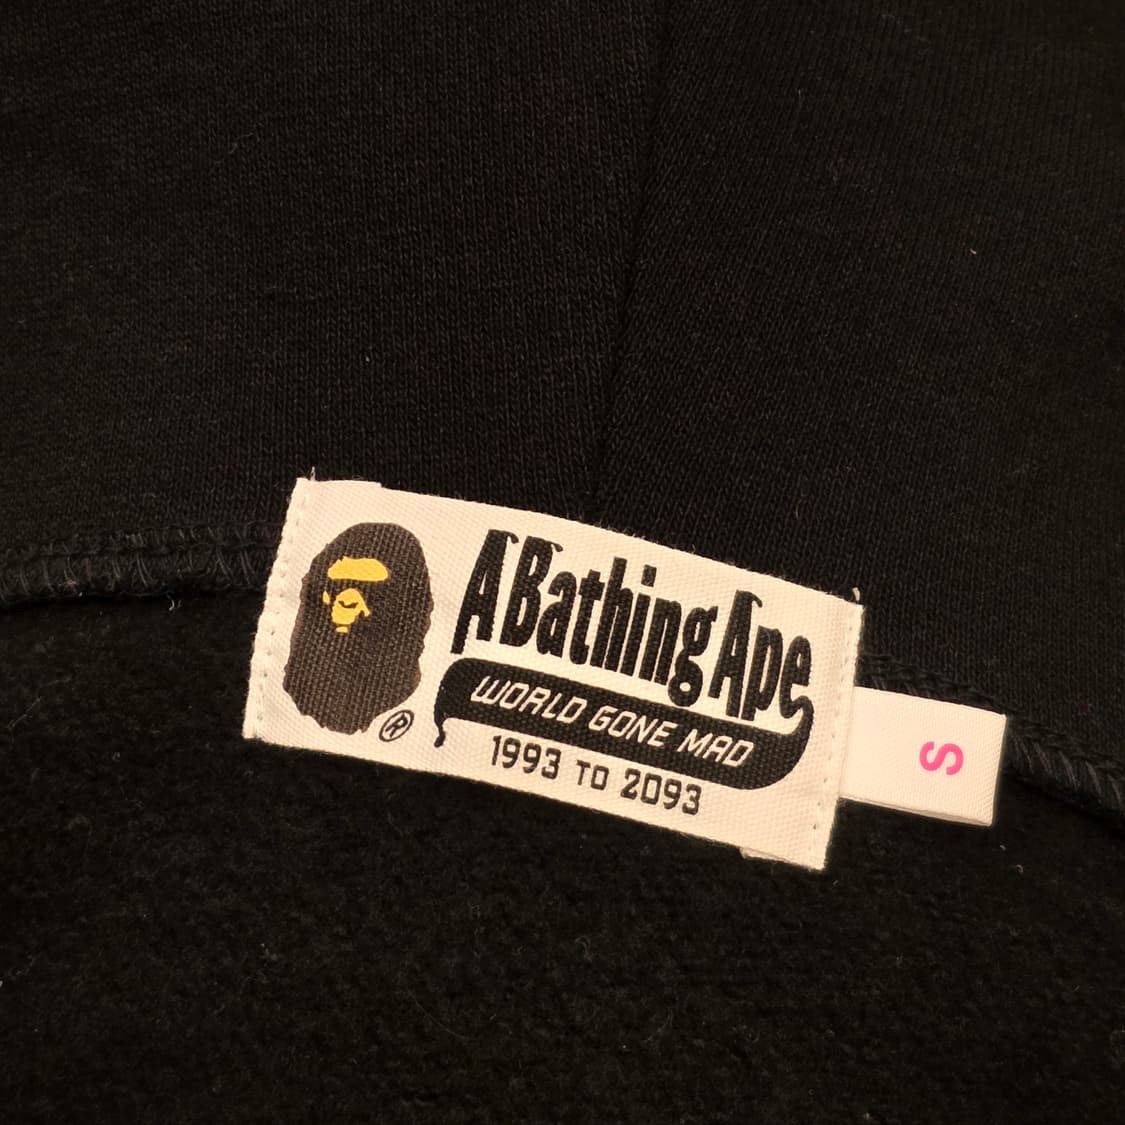 A Bathing Ape
WORLD GONE MAD
1993 TO 2093
®
S